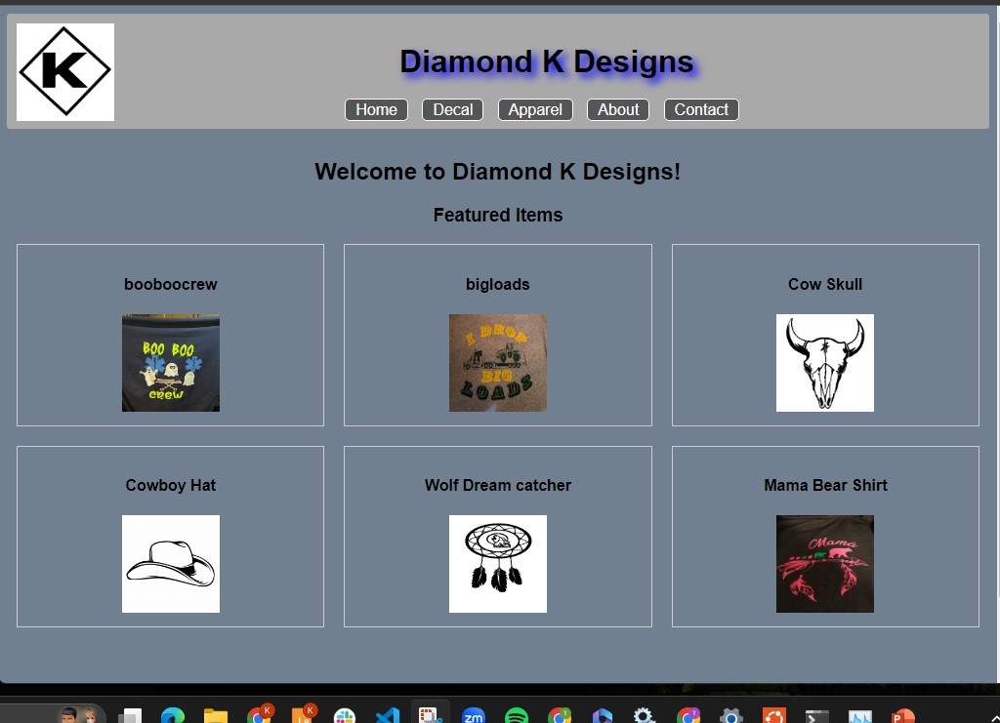 K
Diamond K Designs
Home Decal Apparel About Contact
Welcome to Diamond K Designs!
Featured Items
booboocrew bigloads Cow Skull
BOO BOO
CREW
I DROP
BIG
LOADS
Cowboy Hat Wolf Dream catcher Mama Bear Shirt
Mama
K K
zm